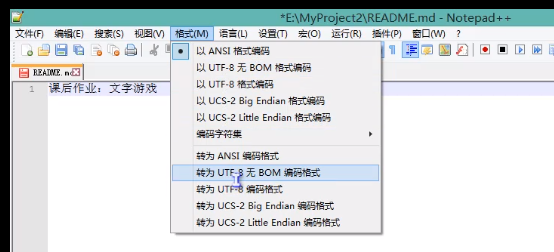 *E:\MyProject2\README.md - Notepad++
文件(F) 编辑(E) 搜索(S) 视图(V) 格式(M) 语言(L) 设置(T) 宏(O) 运行(R) 插件(P) 窗口(W) ?
README.md
1 课后作业：文字游戏
以 ANSI 格式编码
以 UTF-8 无 BOM 格式编码
以 UTF-8 格式编码
以 UCS-2 Big Endian 格式编码
以 UCS-2 Little Endian 格式编码
编码字符集
转为 ANSI 编码格式
转为 UTF-8 无 BOM 编码格式
转为 UTF-8 编码格式
转为 UCS-2 Big Endian 编码格式
转为 UCS-2 Little Endian 编码格式